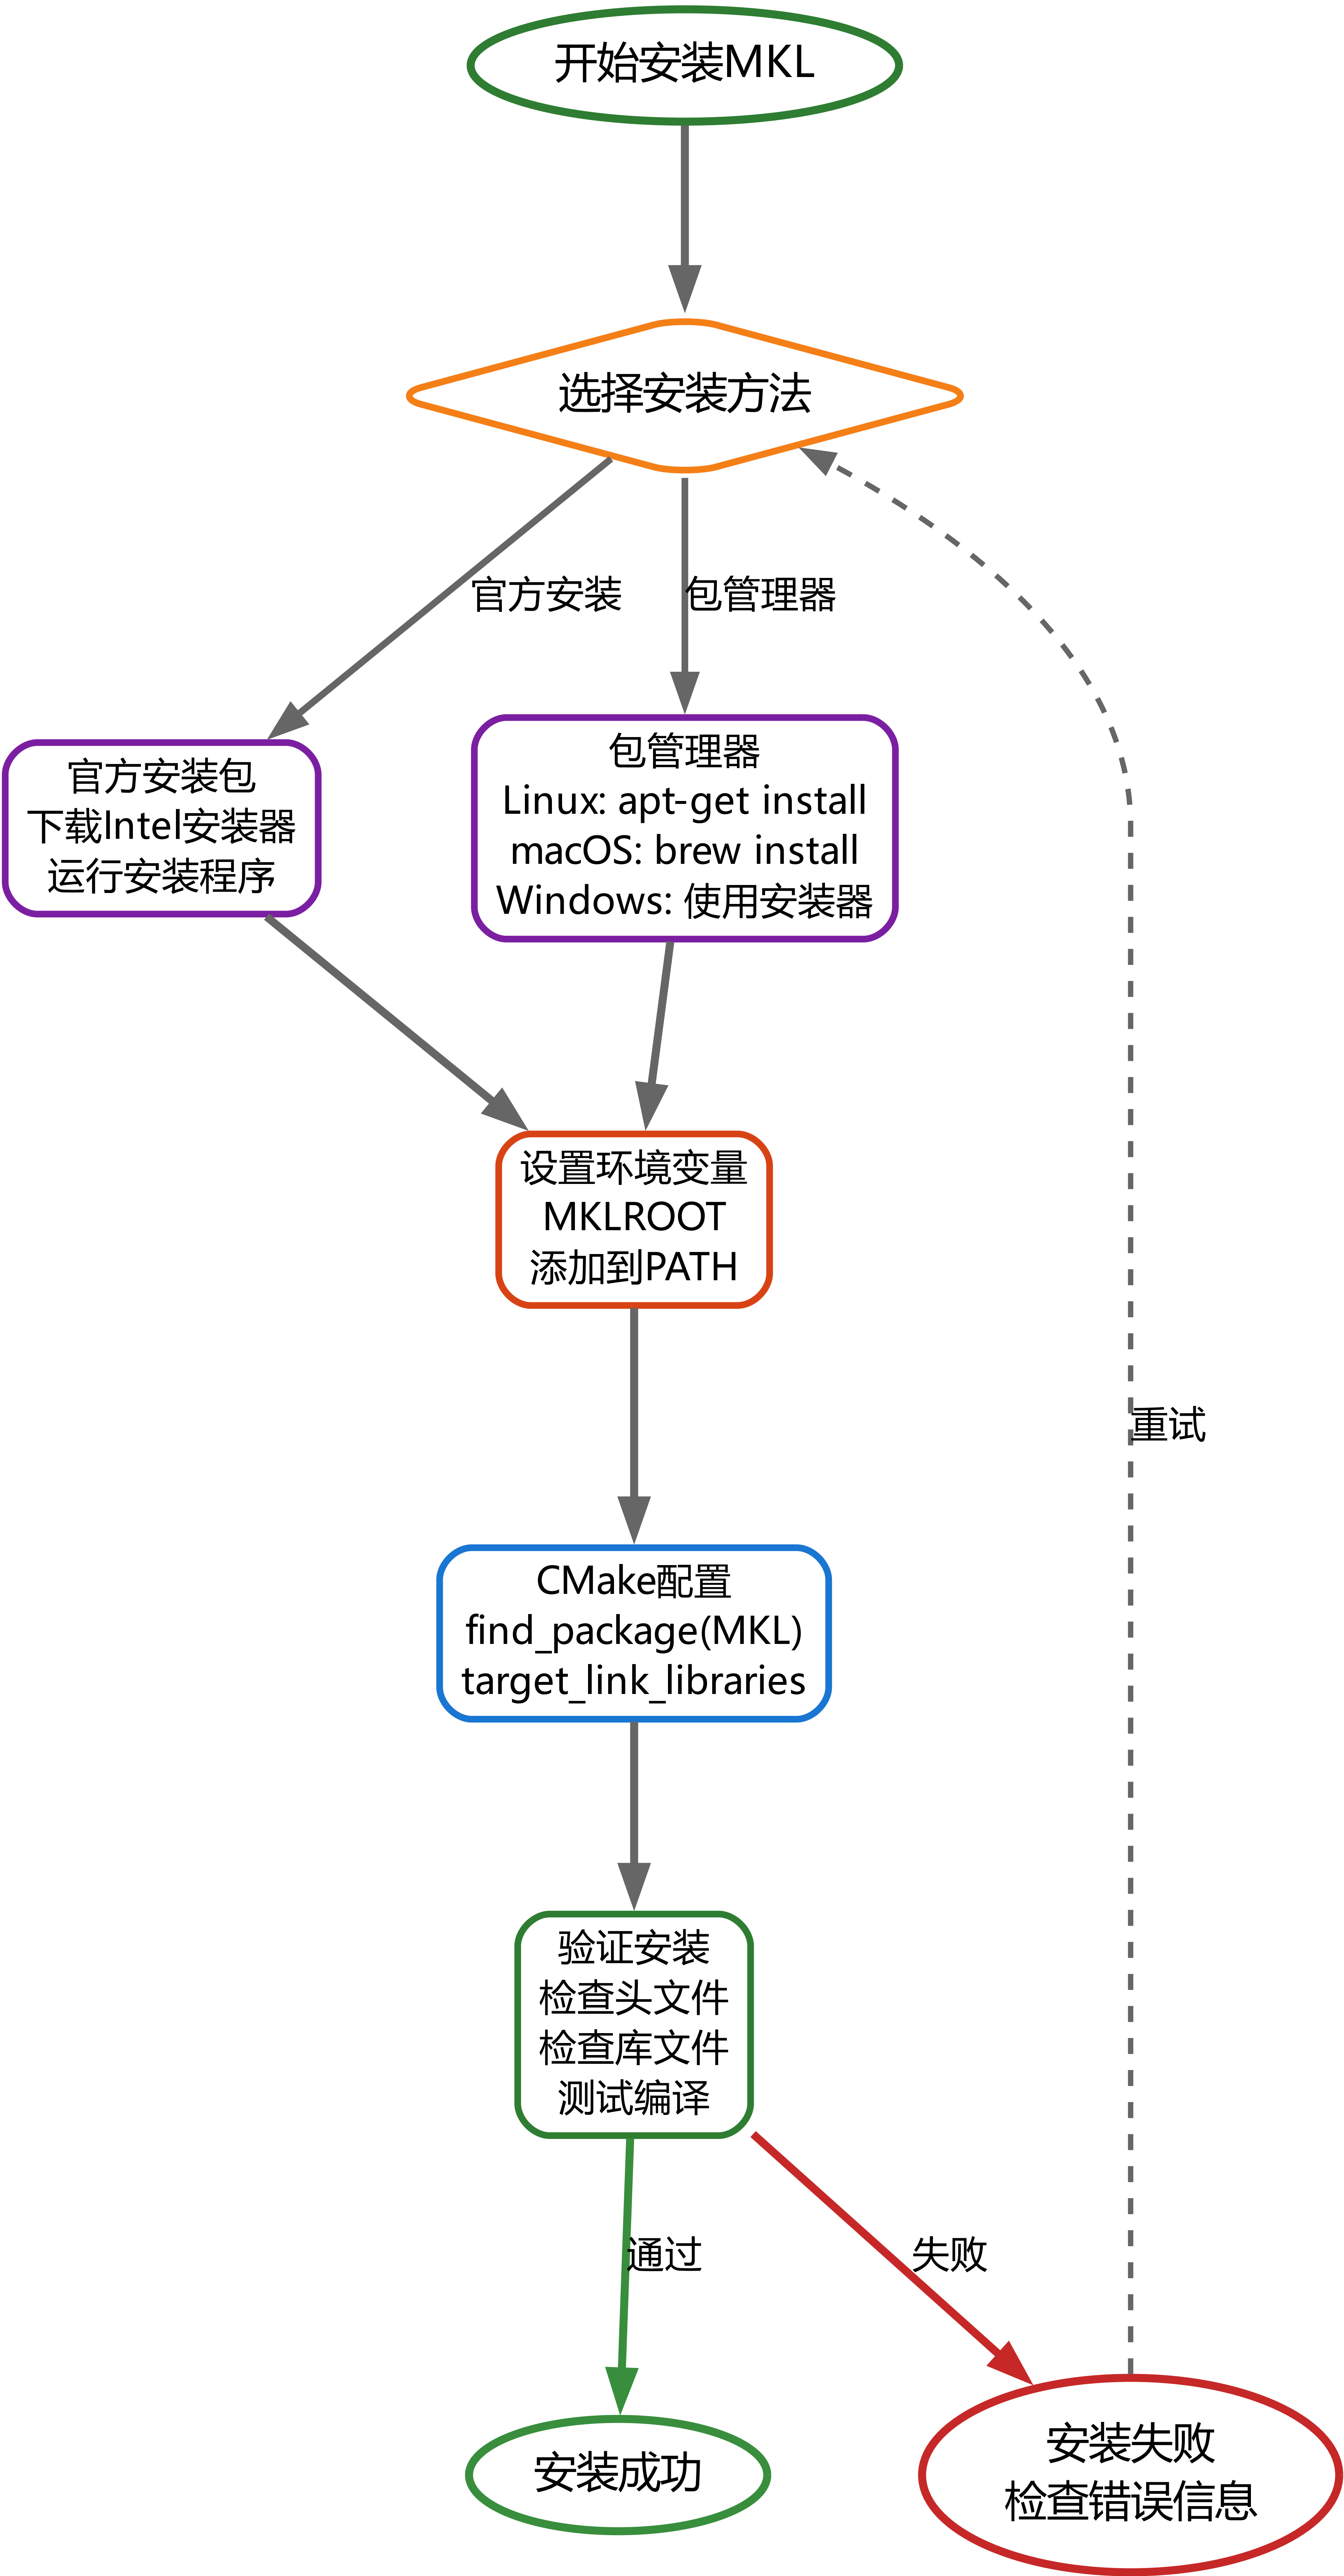 开始安装MKL
选择安装方法
官方安装
包管理器
官方安装包
下载Intel安装器
运行安装程序
包管理器
Linux: apt-get install
macOS: brew install
Windows: 使用安装器
设置环境变量
MKLROOT
添加到PATH
重试
CMake配置
find_package(MKL)
target_link_libraries
验证安装
检查头文件
检查库文件
测试编译
通过
失败
安装成功
安装失败
检查错误信息